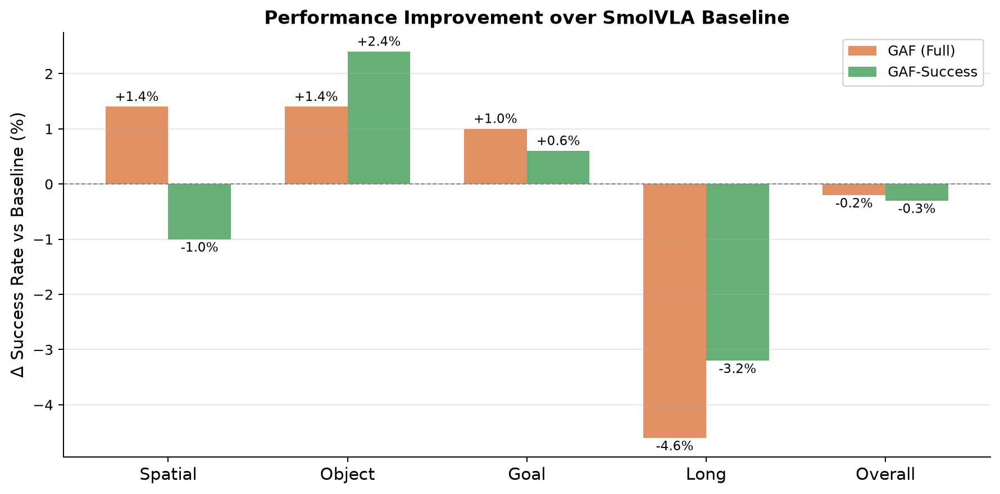 Performance Improvement over SmolVLA Baseline
GAF (Full)
GAF-Success
Δ Success Rate vs Baseline (%)
2
1
0
−1
−2
−3
−4
+1.4%
-1.0%
+1.4%
+2.4%
+1.0%
+0.6%
-4.6%
-3.2%
-0.2%
-0.3%
Spatial
Object
Goal
Long
Overall